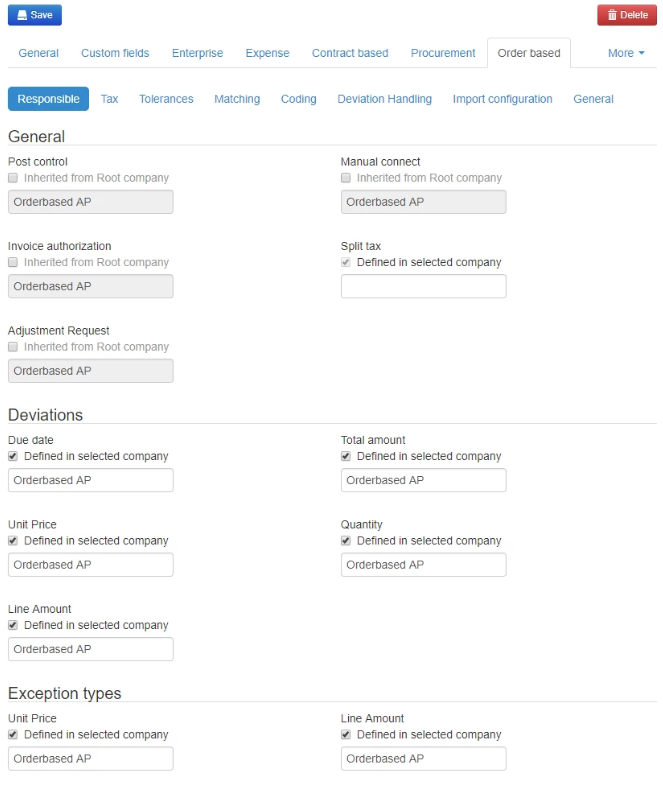 Save
Delete
General Custom fields Enterprise Expense Contract based Procurement Order based More
Responsible Tax Tolerances Matching Coding Deviation Handling Import configuration General
General
Post control Manual connect
Inherited from Root company Inherited from Root company
Orderbased AP Orderbased AP
Invoice authorization Split tax
Inherited from Root company Defined in selected company
Orderbased AP
Adjustment Request
Inherited from Root company
Orderbased AP
Deviations
Due date Total amount
Defined in selected company Defined in selected company
Orderbased AP Orderbased AP
Unit Price Quantity
Defined in selected company Defined in selected company
Orderbased AP Orderbased AP
Line Amount
Defined in selected company
Orderbased AP
Exception types
Unit Price Line Amount
Defined in selected company Defined in selected company
Orderbased AP Orderbased AP